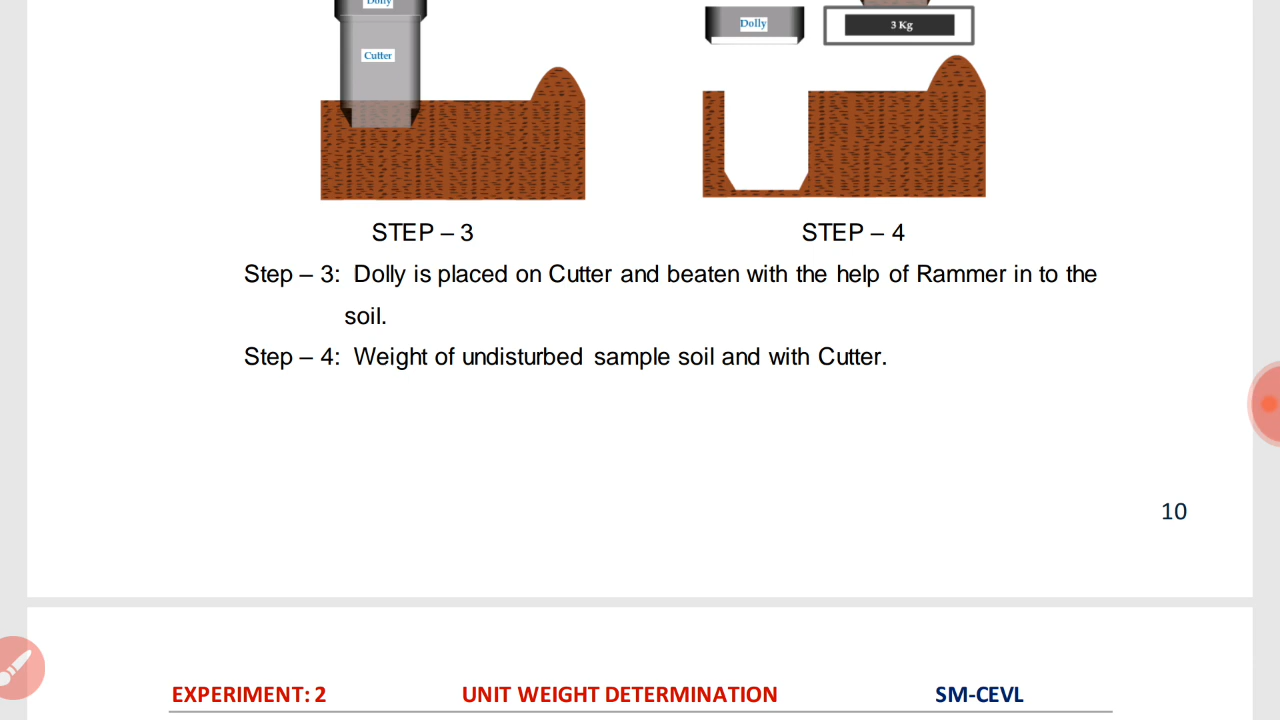 Dolly
Cutter
Dolly
3 Kg
STEP – 3
STEP – 4
Step – 3: Dolly is placed on Cutter and beaten with the help of Rammer in to the
soil.
Step – 4: Weight of undisturbed sample soil and with Cutter.
10
EXPERIMENT: 2 UNIT WEIGHT DETERMINATION SM-CEVL